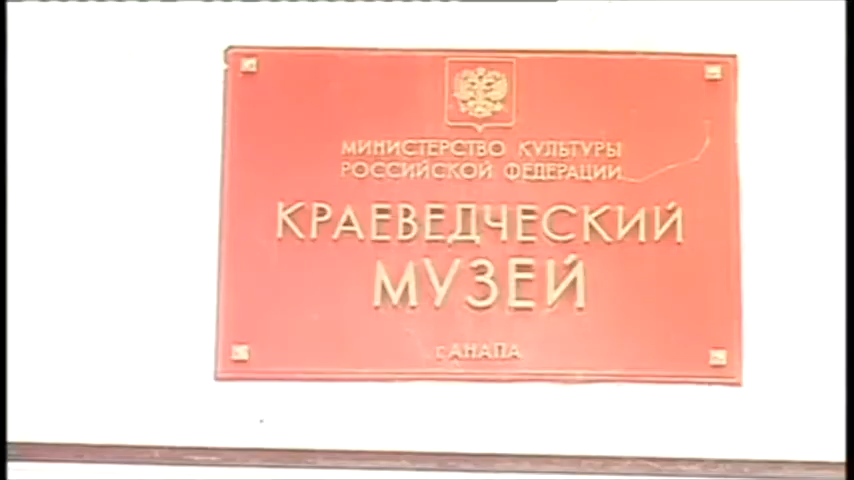 МИНИСТЕРСТВО КУЛЬТУРЫ
РОССИЙСКОЙ ФЕДЕРАЦИИ
КРАЕВЕДЧЕСКИЙ
МУЗЕЙ
г.АНАПА